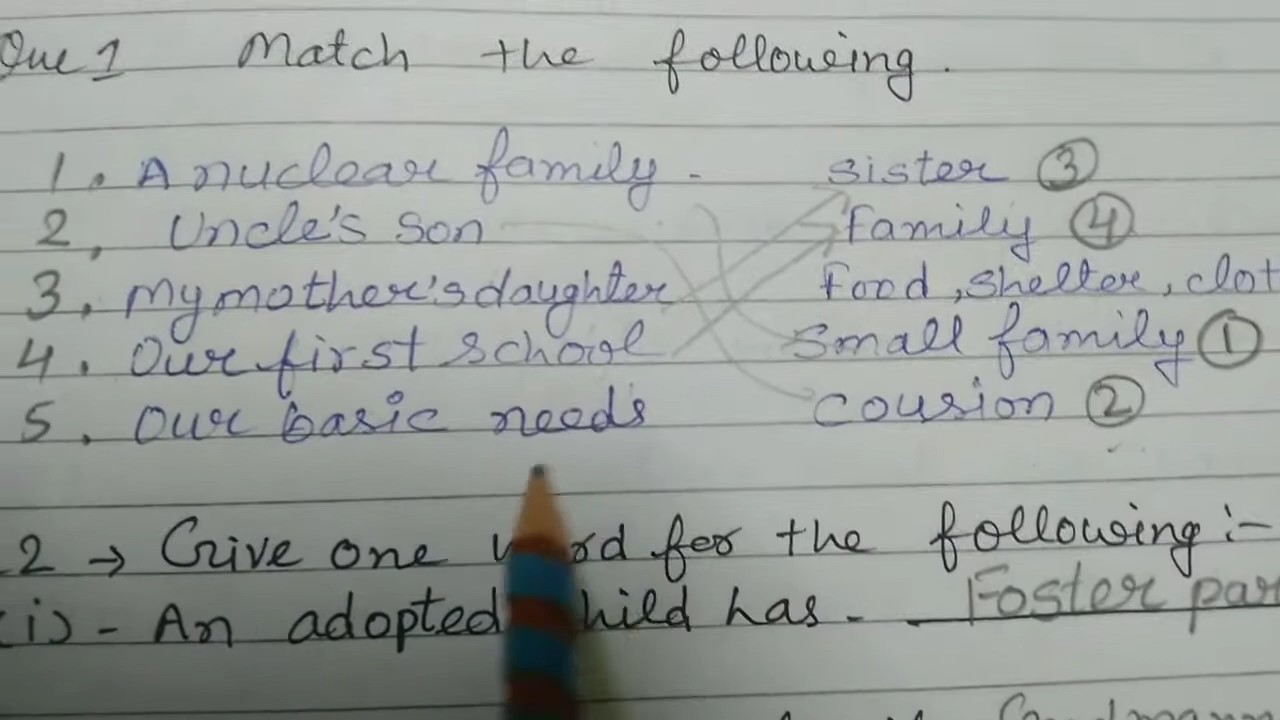 Que 1 Match the following.
1. A nuclear family - sister ③
2, Uncle's son family ④
3. My mother's daughter Food, shelter, clot
4. Our first school Small family ①
5. Our basic needs cousion ②
2 → Give one word for the following :-
(i) - An adopted child has - Foster par